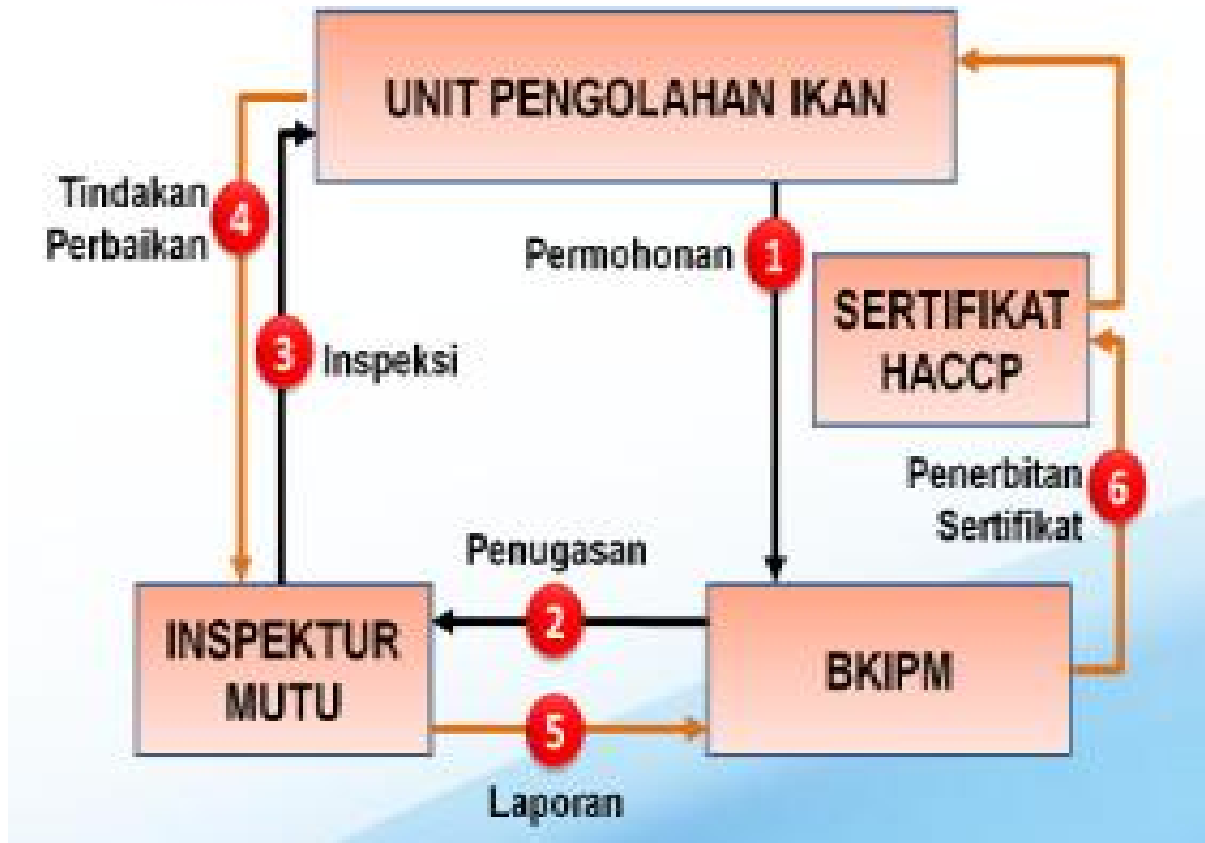 UNIT PENGOLAHAN IKAN
Tindakan
Perbaikan
4
Permohonan
1
3
Inspeksi
SERTIFIKAT
HACCP
Penerbitan
Sertifikat
6
Penugasan
2
INSPEKTUR
MUTU
BKIPM
5
Laporan